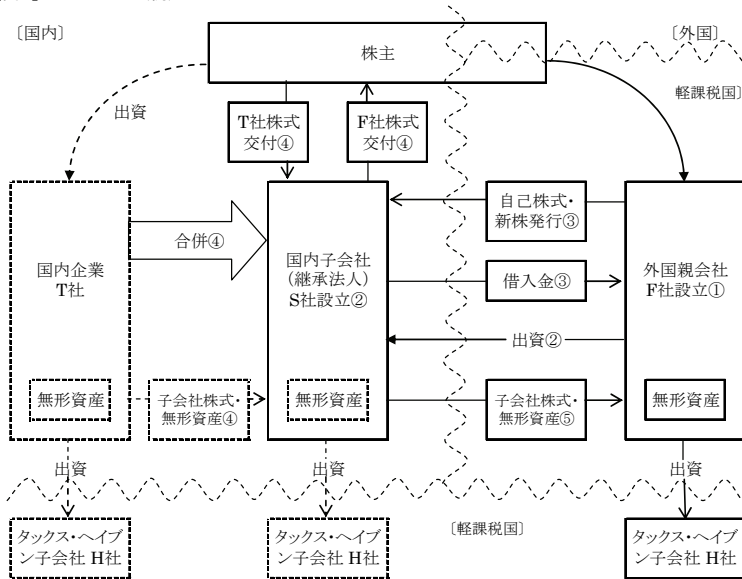 〔国内〕
〔外国〕
株主
軽課税国〕
出資
T社株式
交付④
F社株式
交付④
自己株式・
新株発行③
合併④
国内企業
T社
国内子会社
(継承法人)
S社設立②
借入金③
外国親会社
F社設立①
出資②
無形資産
子会社株式・
無形資産④
無形資産
子会社株式・
無形資産⑤
無形資産
出資
出資
出資
〔軽課税国〕
タックス・ヘイブ
ン子会社 H社
タックス・ヘイブ
ン子会社 H社
タックス・ヘイブ
ン子会社 H社